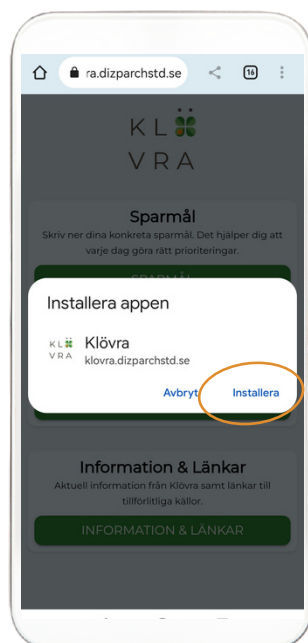 ra.dizparchstd.se
16
KLÖ
VRA
Sparmål
Skriv ner dina konkreta sparmål. Det hjälper dig att
varje dag göra rätt prioriteringar.
SPARMÅL
Installera appen
KLÖ
VRA
Klövra
klovra.dizparchstd.se
Avbryt
Installera
Information & Länkar
Aktuell information från Klövra samt länkar till
tillförlitliga källor.
INFORMATION & LÄNKAR